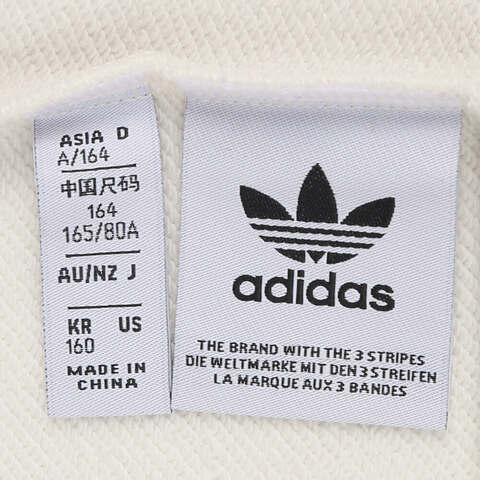 ASIA D
A/164
中国尺码
164
165/80A
AU/NZ J
KR US
160
MADE IN
CHINA
adidas
THE BRAND WITH THE 3 STRIPES
DIE WELTMARKE MIT DEN 3 STREIFEN
LA MARQUE AUX 3 BANDES